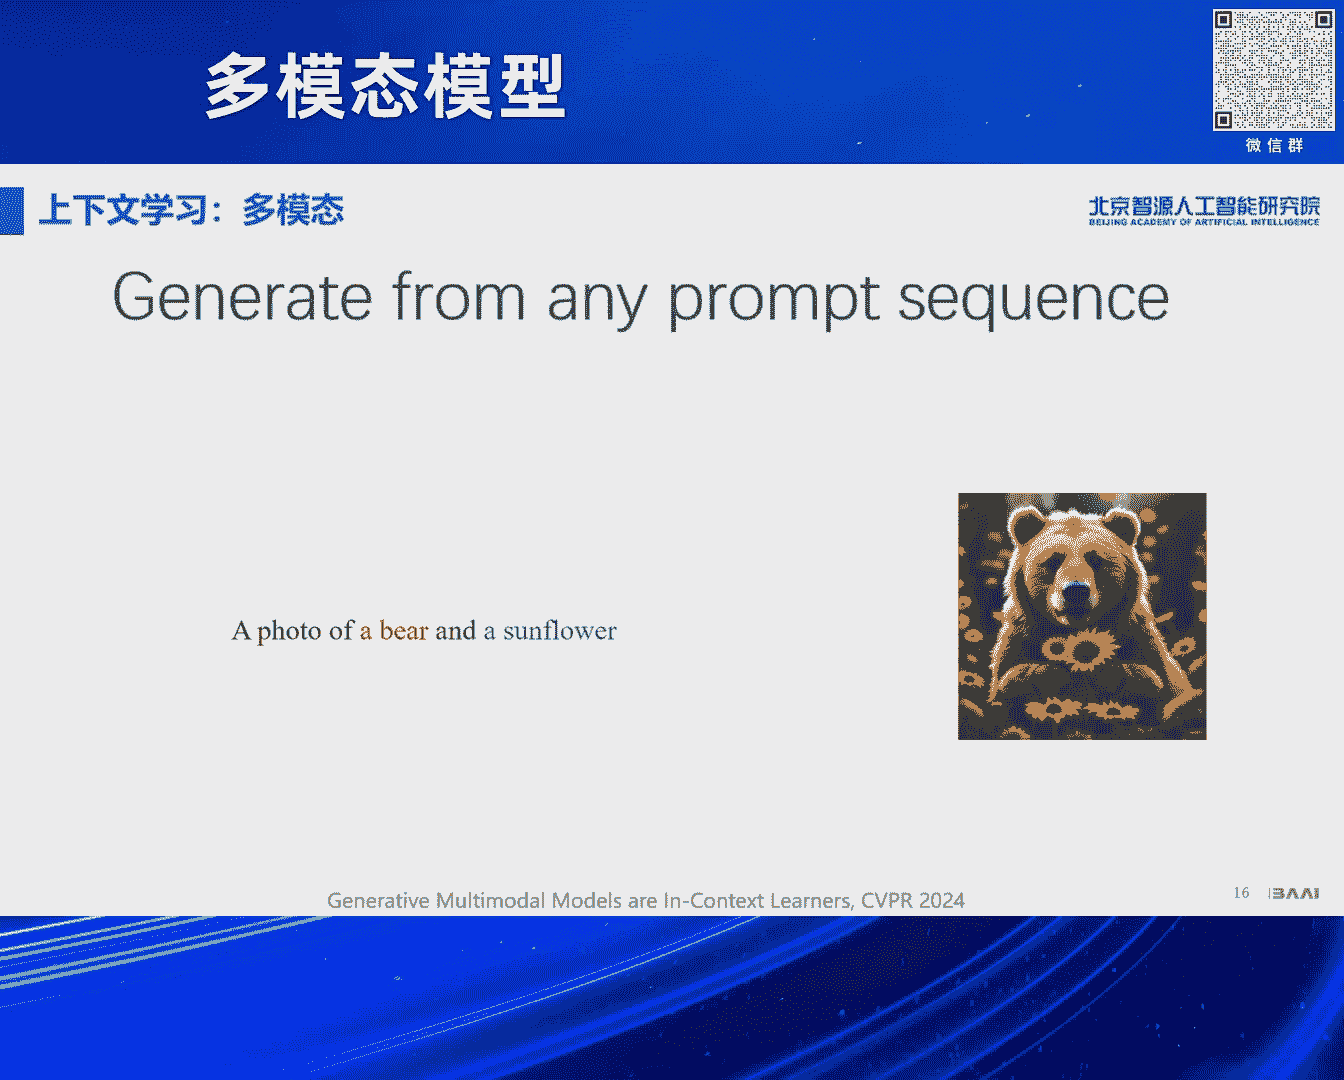 多模态模型
微信群
上下文学习：多模态
北京智源人工智能研究院
BEIJING ACADEMY OF ARTIFICIAL INTELLIGENCE
Generate from any prompt sequence
A photo of a bear and a sunflower
Generative Multimodal Models are In-Context Learners, CVPR 2024
16
BAAI